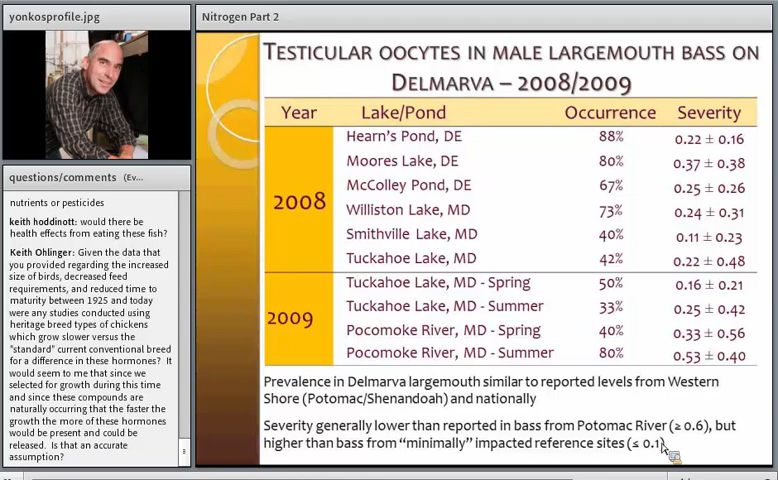 yonkosprofile.jpg
questions/comments (Ev...
nutrients or pesticides
keith hoddinott: would there be
health effects from eating these fish?
Keith Ohlinger: Given the data that
you provided regarding the increased
size of birds, decreased feed
requirements, and reduced time to
maturity between 1925 and today
were any studies conducted using
heritage breed types of chickens
which grow slower versus the
"standard" current conventional breed
for a difference in these hormones? It
would seem to me that since we
selected for growth during this time
and since these compounds are
naturally occurring that the faster the
growth the more of these hormones
would be present and could be
released. Is that an accurate
assumption?
Nitrogen Part 2
TESTICULAR OOCYTES IN MALE LARGEMOUTH BASS ON
DELMARVA – 2008/2009
Year Lake/Pond Occurrence Severity
2008
Hearn's Pond, DE 88% 0.22 ± 0.16
Moores Lake, DE 80% 0.37 ± 0.38
McColley Pond, DE 67% 0.25 ± 0.26
Williston Lake, MD 73% 0.24 ± 0.31
Smithville Lake, MD 40% 0.11 ± 0.23
Tuckahoe Lake, MD 42% 0.22 ± 0.48
2009
Tuckahoe Lake, MD - Spring 50% 0.16 ± 0.21
Tuckahoe Lake, MD - Summer 33% 0.25 ± 0.42
Pocomoke River, MD - Spring 40% 0.33 ± 0.56
Pocomoke River, MD - Summer 80% 0.53 ± 0.40
Prevalence in Delmarva largemouth similar to reported levels from Western
Shore (Potomac/Shenandoah) and nationally
Severity generally lower than reported in bass from Potomac River (≥ 0.6), but
higher than bass from “minimally” impacted reference sites (≤ 0.1)